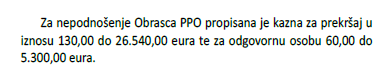 Za nepodnošenje Obrasca PPO propisana je kazna za prekršaj u
iznosu 130,00 do 26.540,00 eura te za odgovornu osobu 60,00 do
5.300,00 eura.